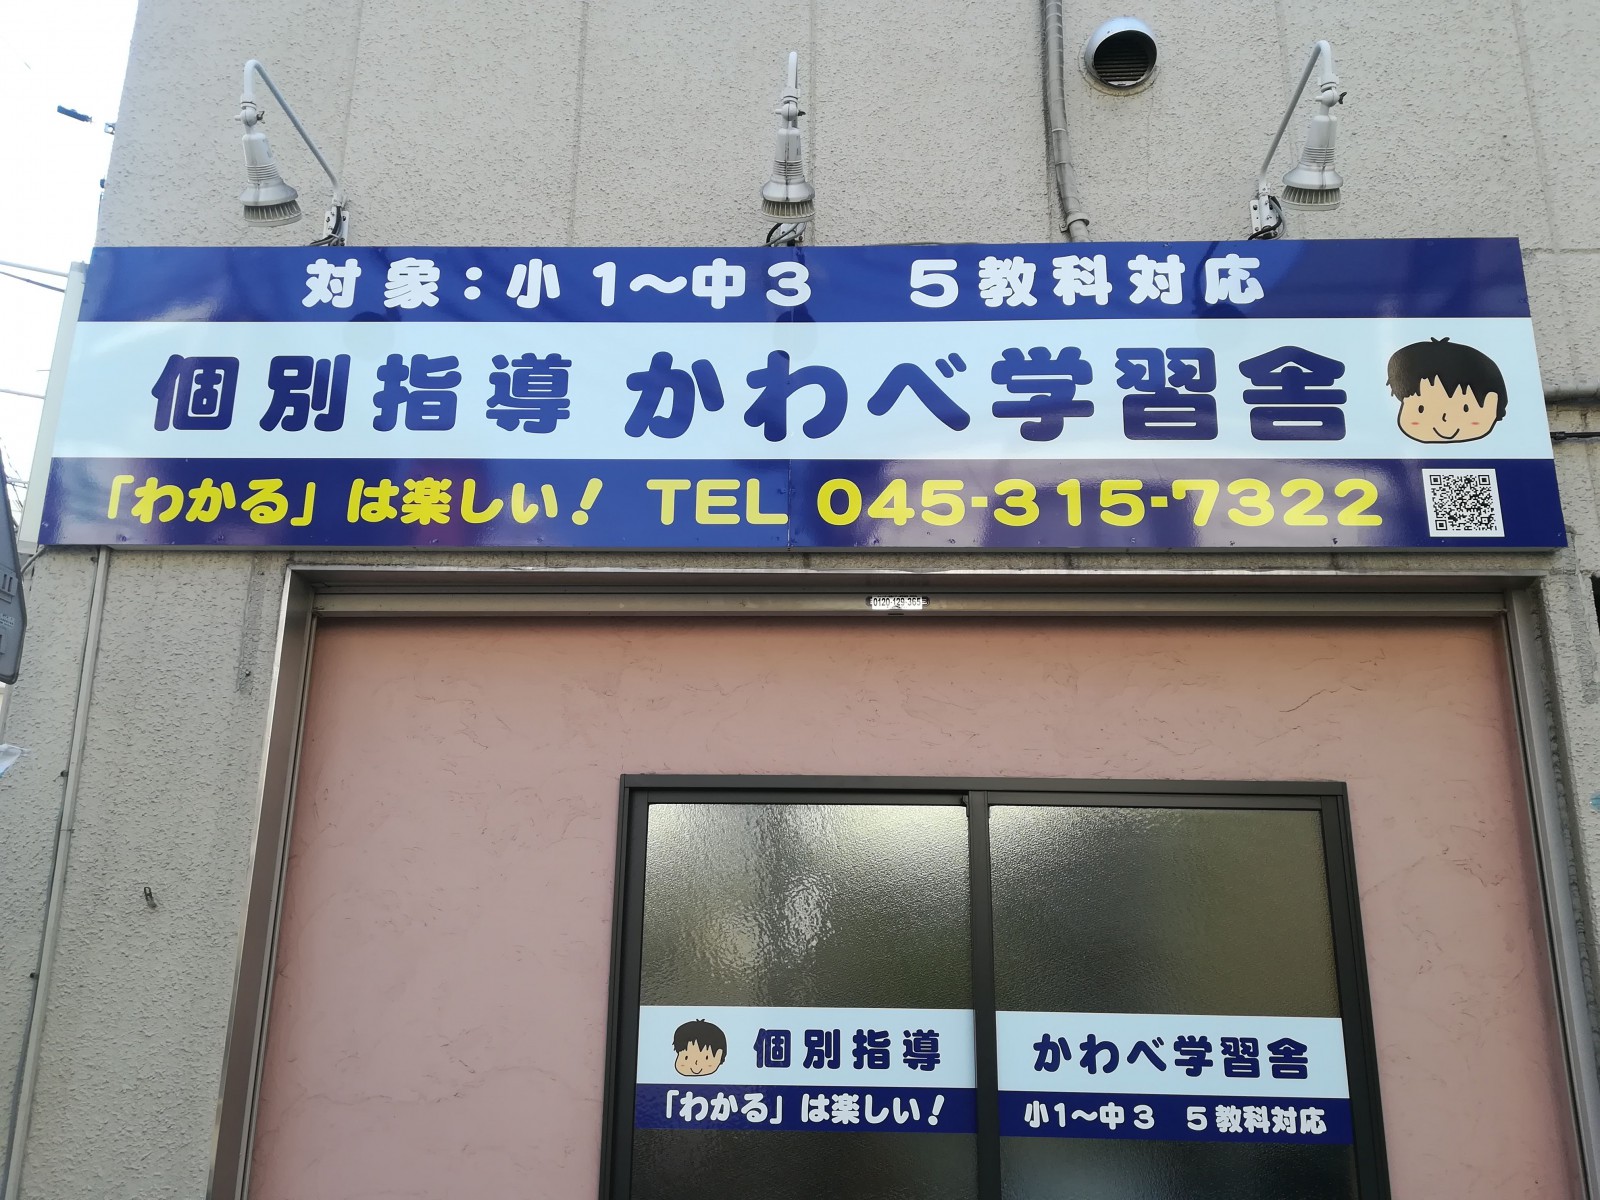 対象：小1～中3　5教科対応
個別指導 かわべ学習舎
「わかる」は楽しい！ TEL 045-315-7322
0120-129-365
個別指導
「わかる」は楽しい！
かわべ学習舎
小1～中3　5教科対応